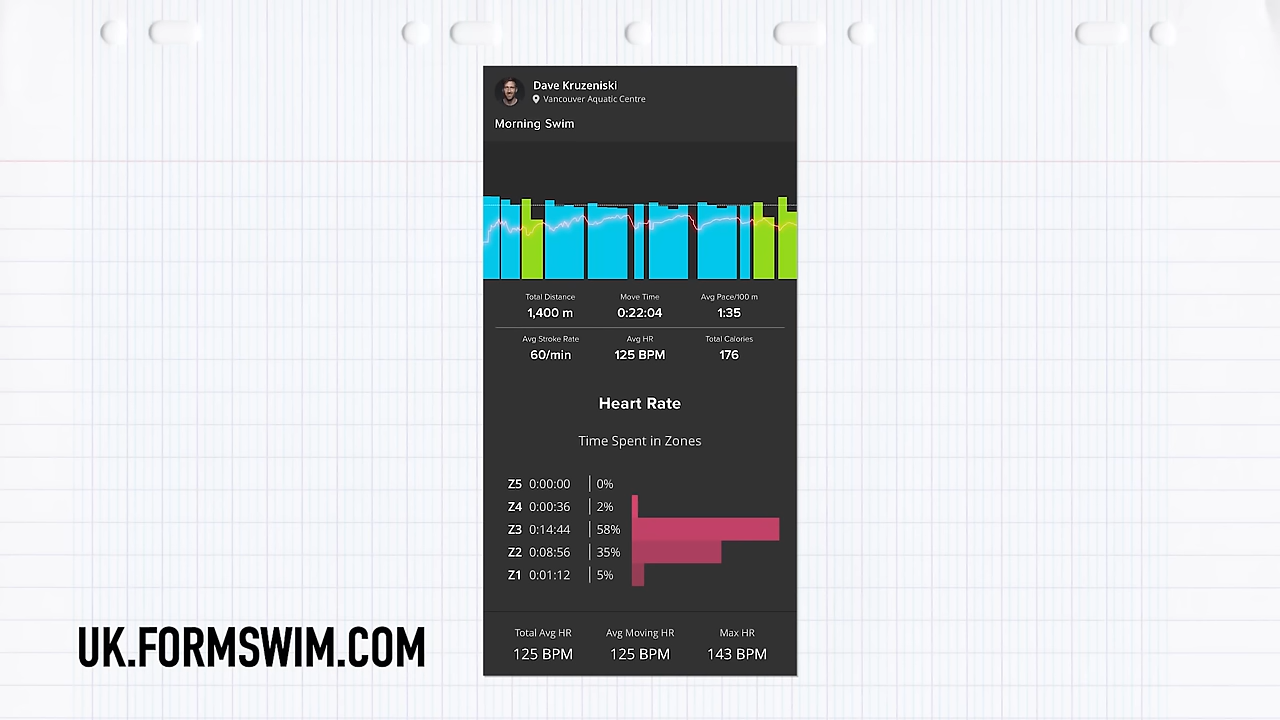 Dave Kruzeniski
Vancouver Aquatic Centre
Morning Swim
Total Distance Move Time Avg Pace/100 m
1,400 m 0:22:04 1:35
Avg Stroke Rate Avg HR Total Calories
60/min 125 BPM 176
Heart Rate
Time Spent in Zones
Z5 0:00:00 0%
Z4 0:00:36 2%
Z3 0:14:44 58%
Z2 0:08:56 35%
Z1 0:01:12 5%
Total Avg HR Avg Moving HR Max HR
125 BPM 125 BPM 143 BPM
UK.FORMSWIM.COM